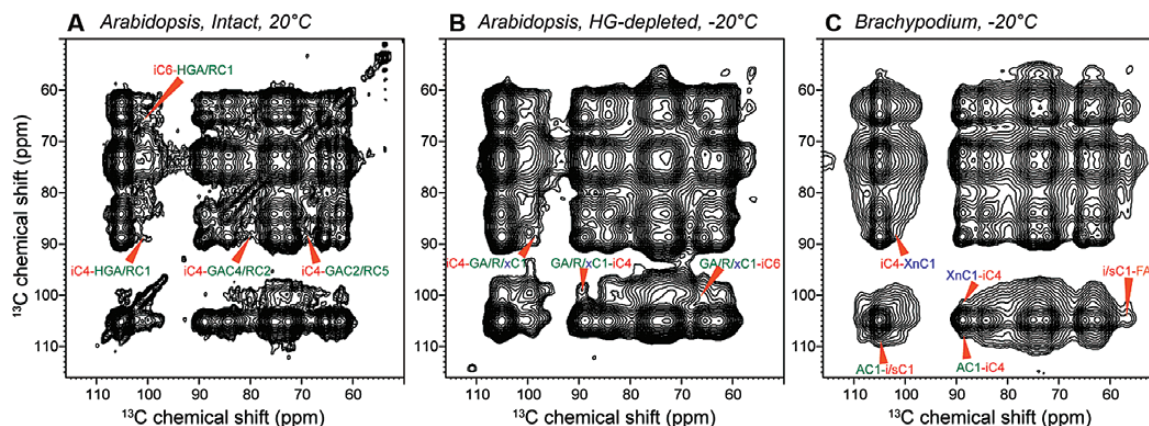 A Arabidopsis, Intact, 20°C
B Arabidopsis, HG-depleted, -20°C
C Brachypodium, -20°C
iC6-HGA/RC1
iC4-HGA/RC1
iC4-GAC4/RC2
iC4-GAC2/RC5
60
70
80
90
100
110
13C chemical shift (ppm)
110 100 90 80 70 60
13C chemical shift (ppm)
iC4-GA/R/xC1
GA/R/xC1-iC4
GA/R/xC1-iC6
60
70
80
90
100
110
110 100 90 80 70 60
13C chemical shift (ppm)
iC4-XnC1
XnC1-iC4
i/sC1-FA
AC1-i/sC1
AC1-iC4
60
70
80
90
100
110
110 100 90 80 70 60
13C chemical shift (ppm)